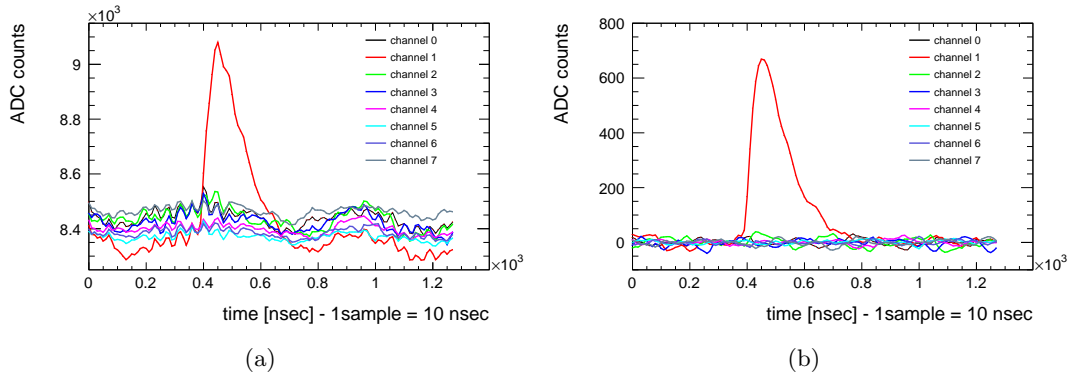 ×10³
ADC counts
9
8.8
8.6
8.4
channel 0
channel 1
channel 2
channel 3
channel 4
channel 5
channel 6
channel 7
0 0.2 0.4 0.6 0.8 1 1.2
×10³
time [nsec] - 1sample = 10 nsec
(a)
ADC counts
800
600
400
200
0
channel 0
channel 1
channel 2
channel 3
channel 4
channel 5
channel 6
channel 7
0 0.2 0.4 0.6 0.8 1 1.2
×10³
time [nsec] - 1sample = 10 nsec
(b)